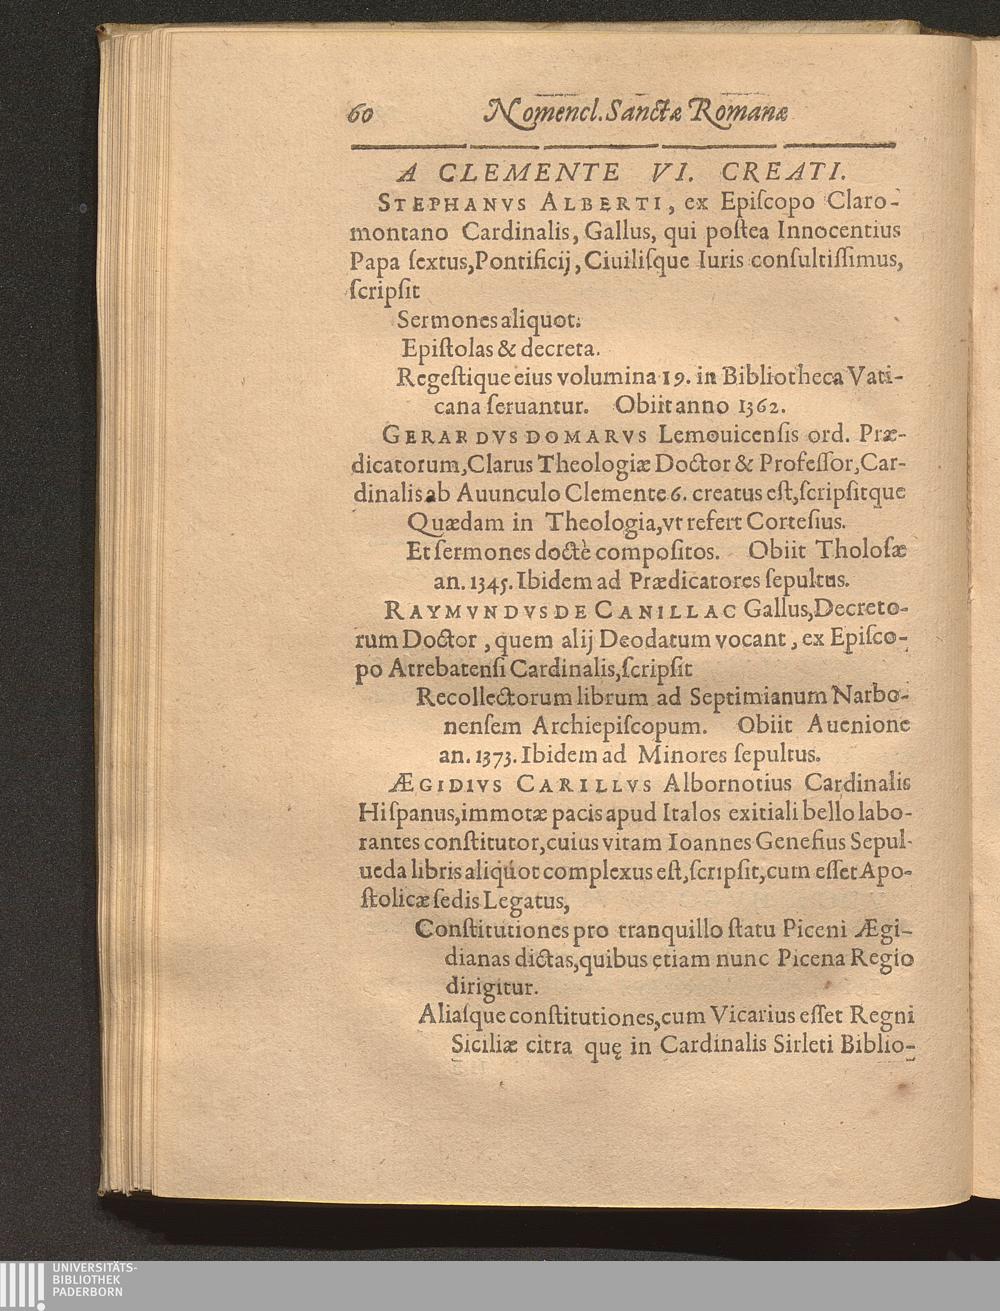 60 Nomencl. Sanctæ Romanæ
A CLEMENTE VI. CREATI.
STEPHANVS ALBERTI, ex Epiſcopo Claro-
montano Cardinalis, Gallus, qui poſtea Innocentius
Papa ſextus, Pontificij, Ciuiliſque Iuris conſultiſſimus,
ſcripſit
Sermones aliquot.
Epiſtolas & decreta.
Regeſtique eius volumina 19. in Bibliotheca Vati-
cana ſeruantur. Obiit anno 1362.
GERARDVS DOMARVS Lemouicenſis ord. Præ-
dicatorum, Clarus Theologiæ Doctor & Profeſſor, Car-
dinalis ab Auunculo Clemente 6. creatus eſt, ſcripſitque
Quædam in Theologia, vt refert Corteſius.
Et ſermones doctè compoſitos. Obiit Tholoſæ
an. 1345. Ibidem ad Prædicatores ſepultus.
RAYMVNDVS DE CANILLAC Gallus, Decreto-
rum Doctor, quem alij Deodatum vocant, ex Epiſco-
po Atrebatenſi Cardinalis, ſcripſit
Recollectorum librum ad Septimianum Narbo-
nenſem Archiepiſcopum. Obiit Auenione
an. 1373. Ibidem ad Minores ſepultus.
ÆGIDIVS CARILLVS Albornotius Cardinalis
Hiſpanus, immotæ pacis apud Italos exitiali bello labo-
rantes conſtitutor, cuius vitam Ioannes Geneſius Sepul-
ueda libris aliquot complexus eſt, ſcripſit, cum eſſet Apo-
ſtolicæ ſedis Legatus,
Conſtitutiones pro tranquillo ſtatu Piceni Ægi-
dianas dictas, quibus etiam nunc Picena Regio
dirigitur.
Aliaſque conſtitutiones, cum Vicarius eſſet Regni
Siciliæ citra quę in Cardinalis Sirleti Biblio-
UNIVERSITÄTS-
BIBLIOTHEK
PADERBORN